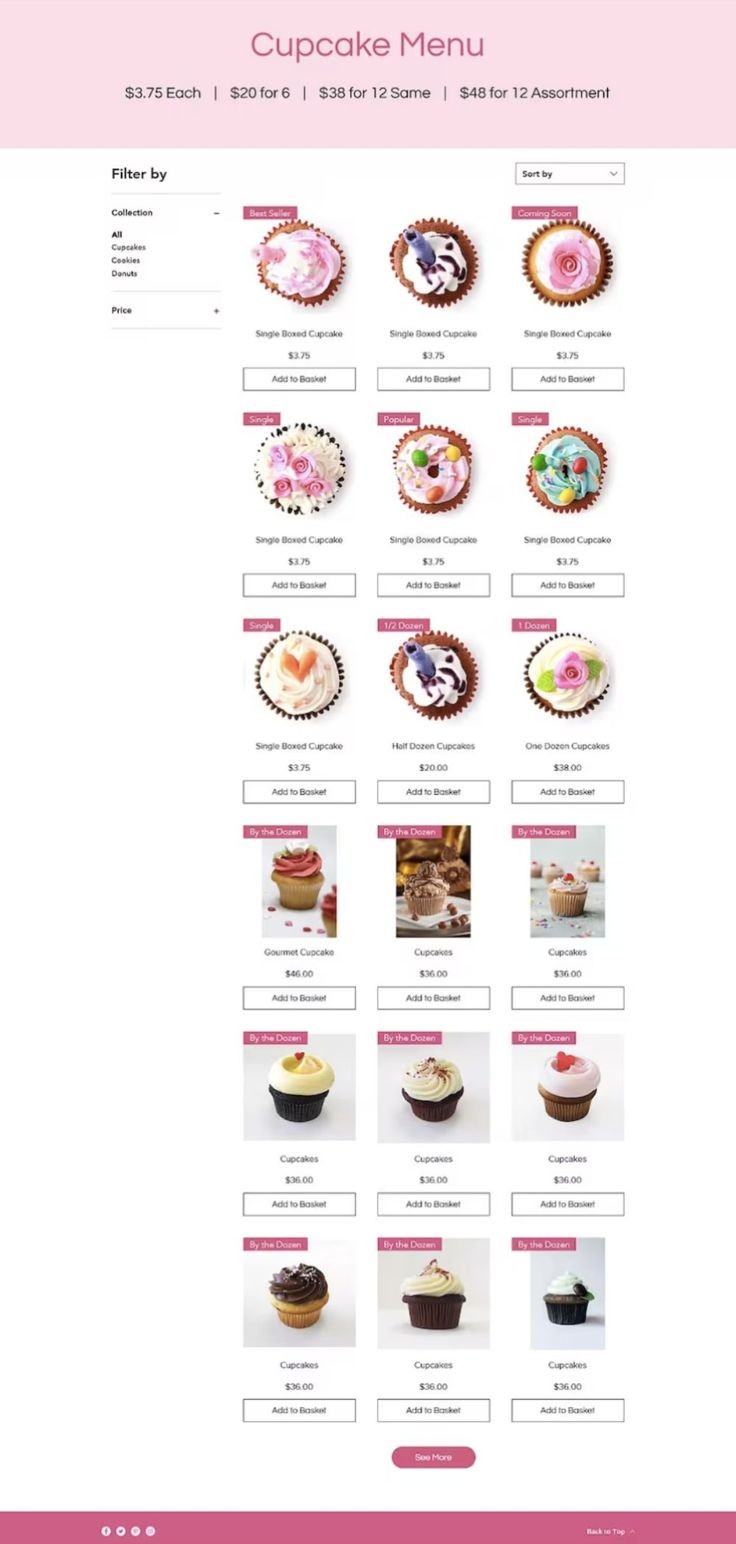 Cupcake Menu
$3.75 Each | $20 for 6 | $38 for 12 Same | $48 for 12 Assortment
Filter by
Sort by
Collection −
All
Cupcakes
Cookies
Donuts
Price +
Best Seller
Coming Soon
Single Boxed Cupcake Single Boxed Cupcake Single Boxed Cupcake
$3.75 $3.75 $3.75
Add to Basket Add to Basket Add to Basket
Single Popular Single
Single Boxed Cupcake Single Boxed Cupcake Single Boxed Cupcake
$3.75 $3.75 $3.75
Add to Basket Add to Basket Add to Basket
Single 1/2 Dozen 1 Dozen
Single Boxed Cupcake Half Dozen Cupcakes One Dozen Cupcakes
$3.75 $20.00 $38.00
Add to Basket Add to Basket Add to Basket
By the Dozen By the Dozen By the Dozen
Gourmet Cupcake Cupcakes Cupcakes
$46.00 $36.00 $36.00
Add to Basket Add to Basket Add to Basket
By the Dozen By the Dozen By the Dozen
Cupcakes Cupcakes Cupcakes
$36.00 $36.00 $36.00
Add to Basket Add to Basket Add to Basket
By the Dozen By the Dozen By the Dozen
Cupcakes Cupcakes Cupcakes
$36.00 $36.00 $36.00
Add to Basket Add to Basket Add to Basket
See More
Back to Top